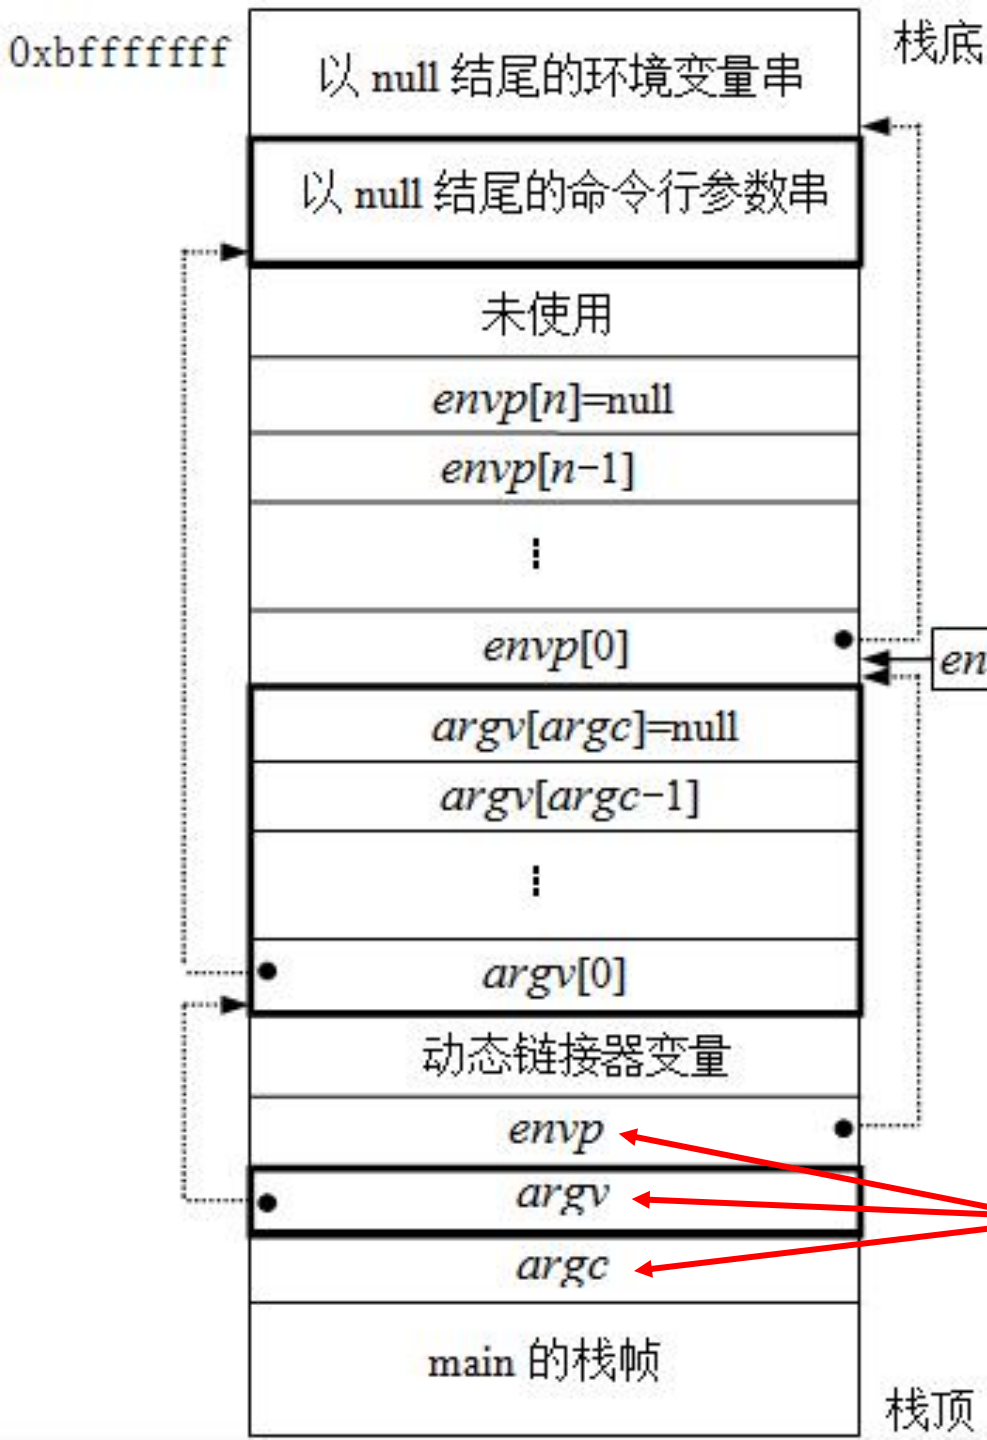 0xbfffffff
栈底
以 null 结尾的环境变量串
以 null 结尾的命令行参数串
未使用
envp[n]=null
envp[n-1]
⋮
envp[0]
en
argv[argc]=null
argv[argc-1]
⋮
argv[0]
动态链接器变量
envp
argv
argc
main 的栈帧
栈顶